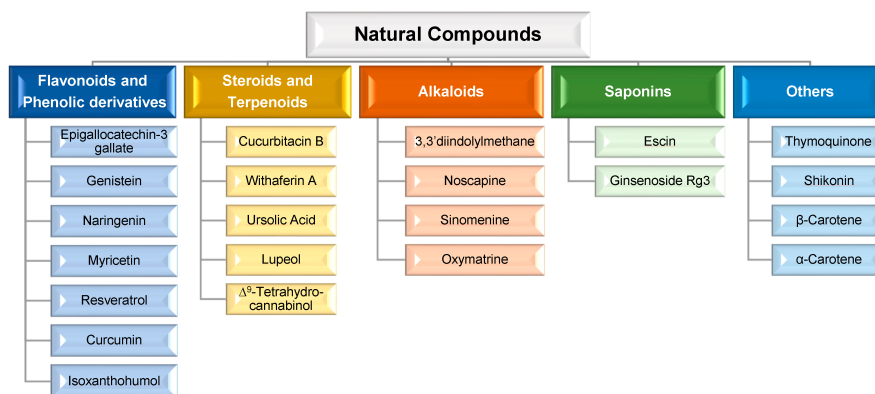 Natural Compounds
Flavonoids and
Phenolic derivatives
Epigallocatechin-3
gallate
Genistein
Naringenin
Myricetin
Resveratrol
Curcumin
Isoxanthohumol
Steroids and
Terpenoids
Cucurbitacin B
Withaferin A
Ursolic Acid
Lupeol
Δ⁹-Tetrahydro-
cannabinol
Alkaloids
3,3’diindolylmethane
Noscapine
Sinomenine
Oxymatrine
Saponins
Escin
Ginsenoside Rg3
Others
Thymoquinone
Shikonin
β-Carotene
α-Carotene